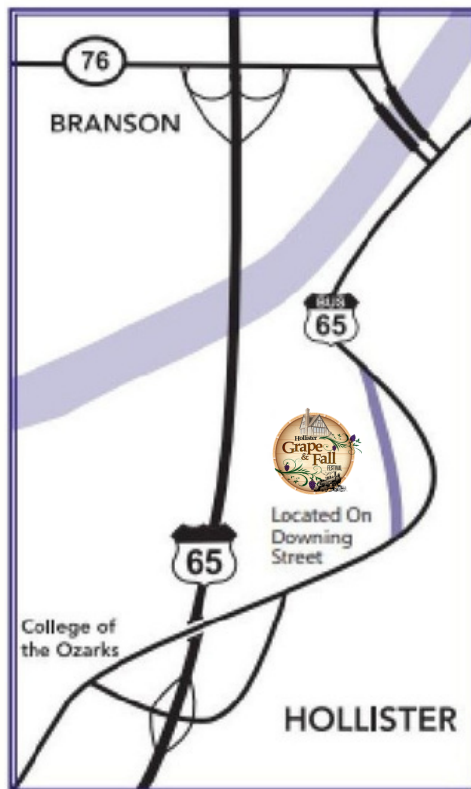 76
BRANSON
BUS
65
Hollister
Grape
& Fall
FESTIVAL
Located On
Downing
Street
65
College of
the Ozarks
HOLLISTER